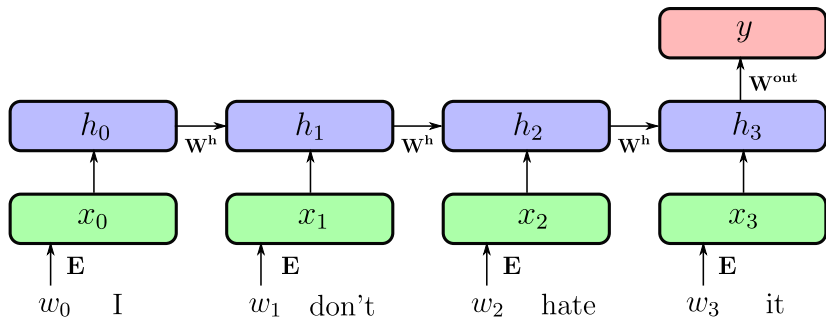 y
W^out
h_0 h_1 h_2 h_3
W^h W^h W^h
x_0 x_1 x_2 x_3
E E E E
w_0 I w_1 don't w_2 hate w_3 it